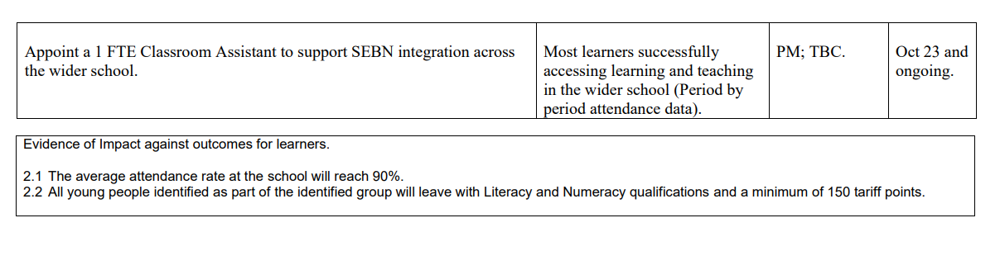 Appoint a 1 FTE Classroom Assistant to support SEBN integration across
the wider school.
Most learners successfully
accessing learning and teaching
in the wider school (Period by
period attendance data).
PM; TBC.
Oct 23 and
ongoing.
Evidence of Impact against outcomes for learners.
2.1 The average attendance rate at the school will reach 90%.
2.2 All young people identified as part of the identified group will leave with Literacy and Numeracy qualifications and a minimum of 150 tariff points.